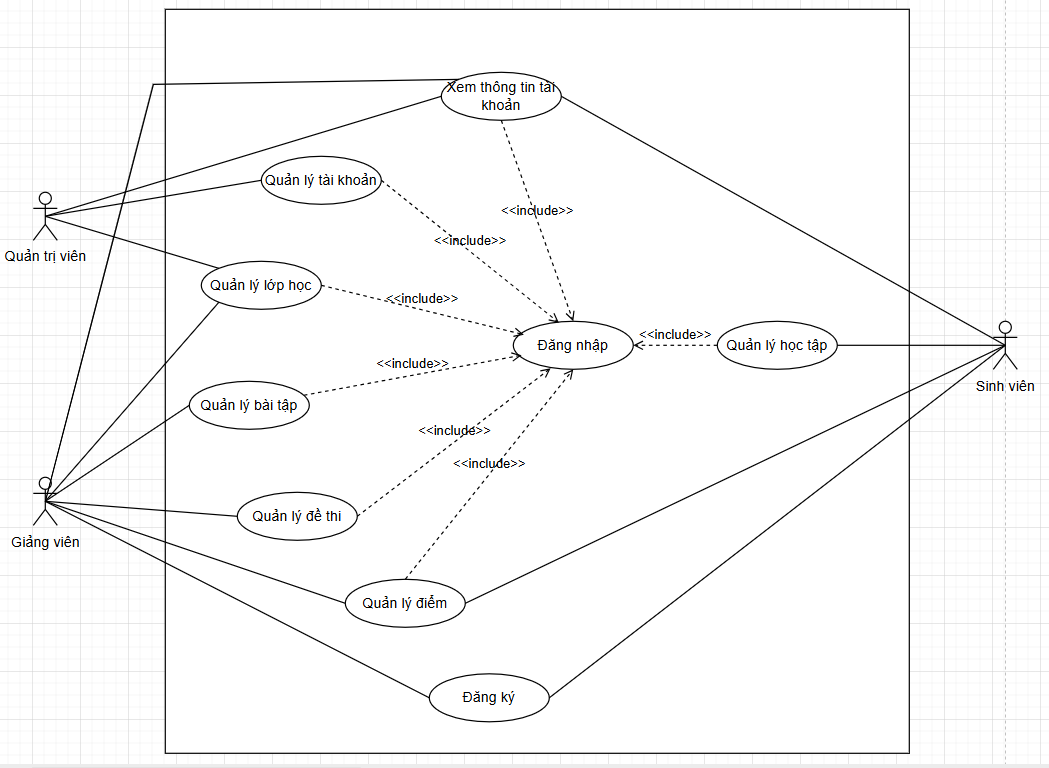 Xem thông tin tài
khoản
Quản lý tài khoản
<<include>>
<<include>>
Quản trị viên
Quản lý lớp học
<<include>>
<<include>>
Đăng nhập
Quản lý học tập
<<include>>
Sinh viên
Quản lý bài tập
<<include>>
<<include>>
Quản lý đề thi
Giảng viên
Quản lý điểm
Đăng ký